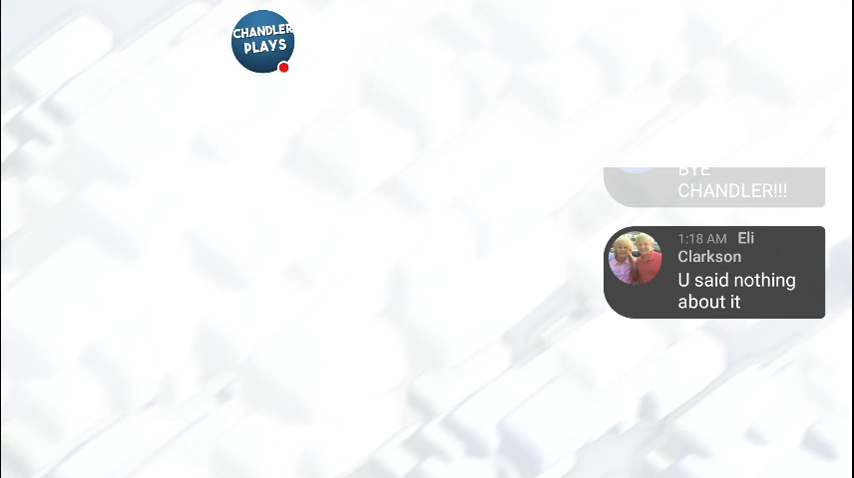 CHANDLER
PLAYS
BYE
CHANDLER!!!
1:18 AM Eli
Clarkson
U said nothing
about it